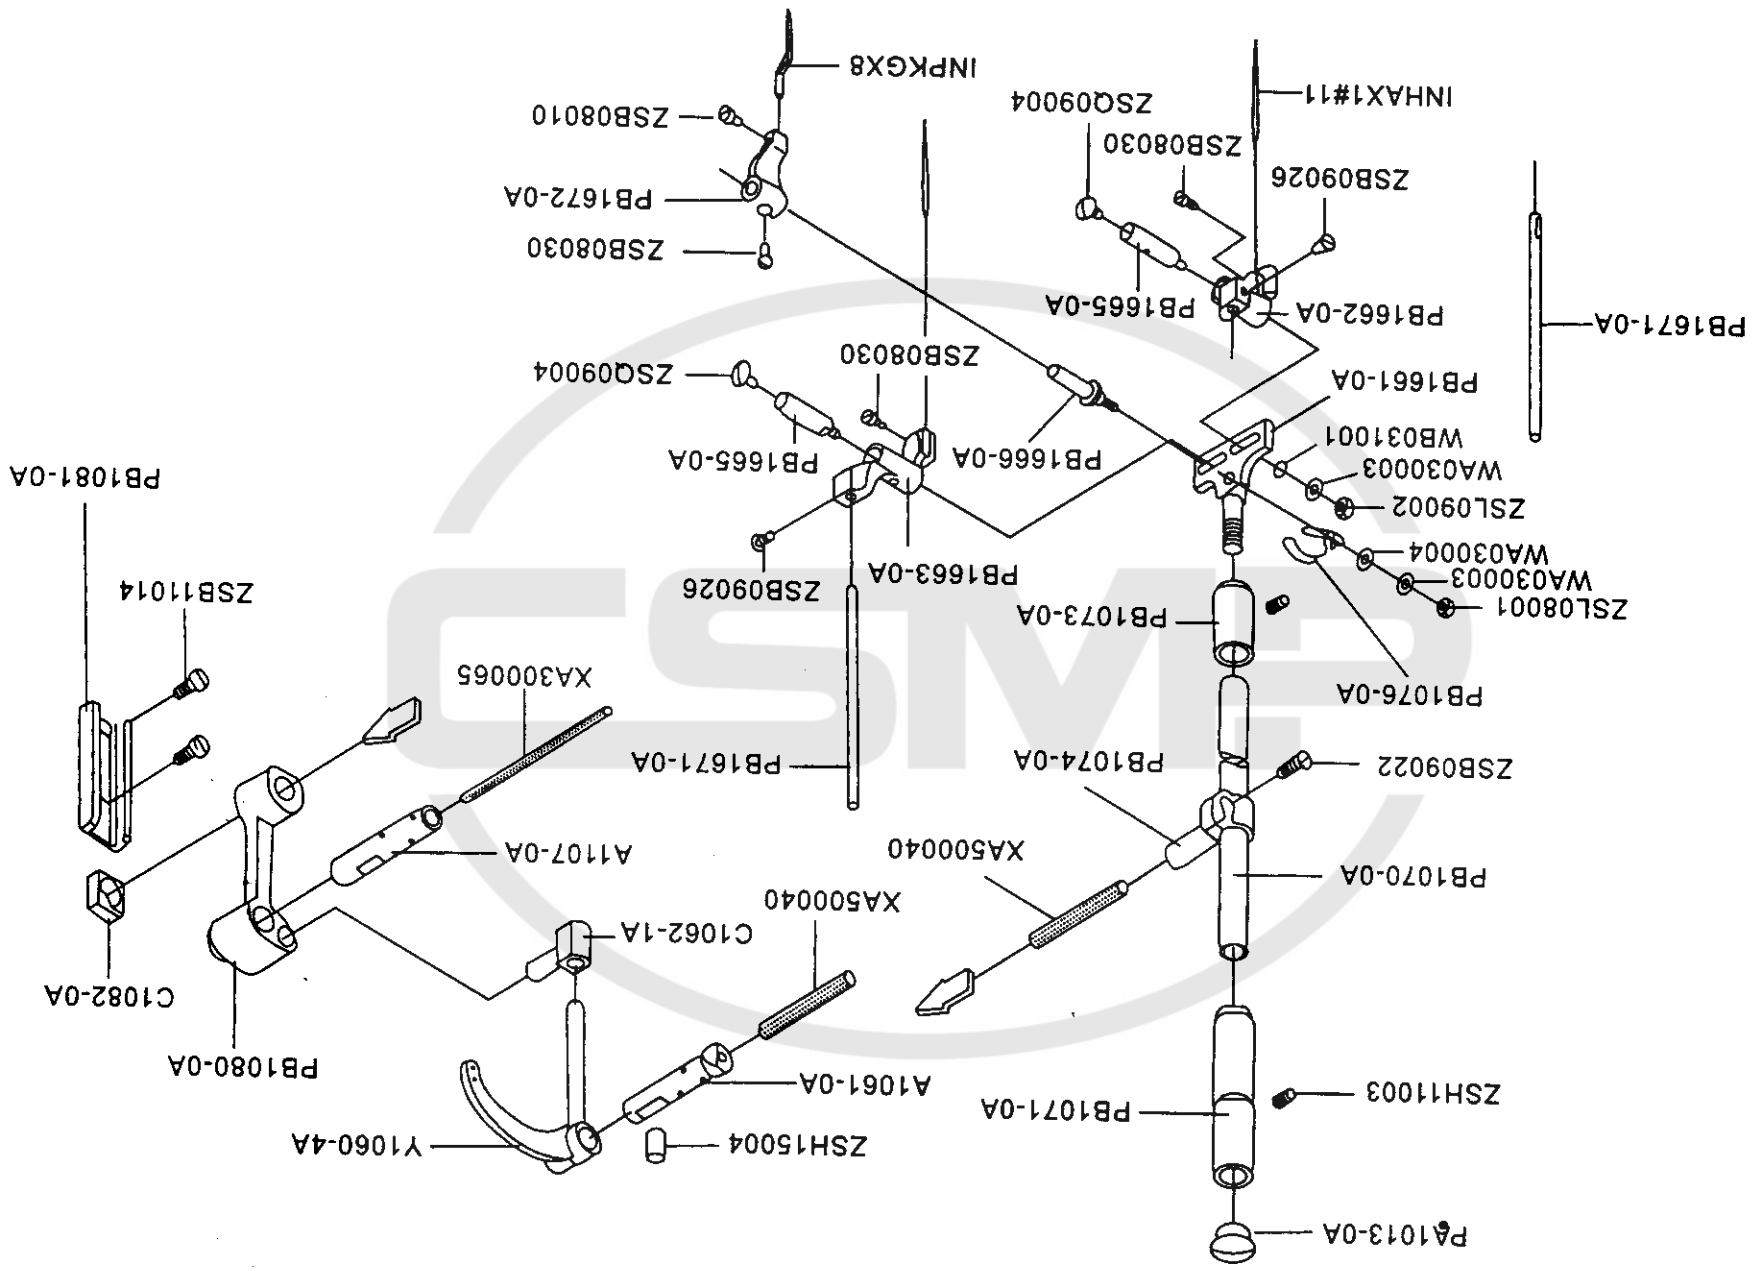 PA1013-0A
ZSH15004
Y1060-4A
PB1071-0A
ZSH11003
A1061-0A
PB1080-0A
C1082-0A
C1062-1A
XA500040
PB1070-0A
A1107-0A
XA500040
ZSB09022
PB1074-0A
PB1671-0A
PB1076-0A
XA300065
PB1073-0A
ZSL08001
ZSB09026
ZSB11014
WA030003
PB1663-0A
WA030004
ZSL09002
PB1081-0A
WA030003
PB1666-0A
PB1665-0A
WB031001
PB1661-0A
ZSQ09004
ZSB08030
PB1671-0A
PB1662-0A
PB1665-0A
ZSB08030
PB1672-0A
ZSB09026
ZSB08030
ZSB08010
ZSQ09004
INHAX1#11
INPKGX8
CSMP